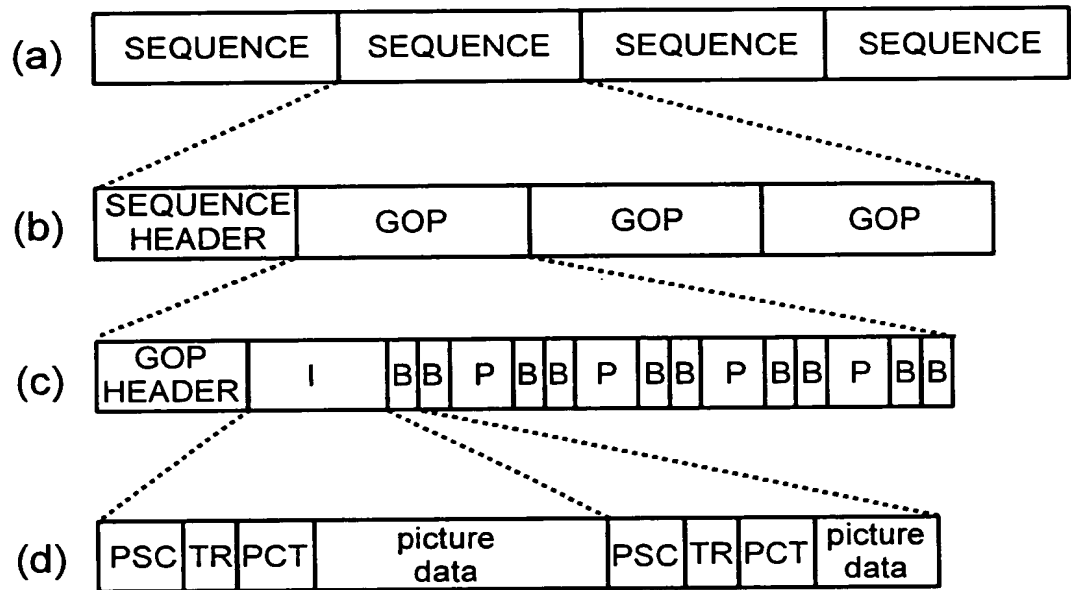 (a) SEQUENCE SEQUENCE SEQUENCE SEQUENCE
(b) SEQUENCE HEADER GOP GOP GOP
(c) GOP HEADER I B B P B B P B B P B B P B B
(d) PSC TR PCT picture data PSC TR PCT picture data